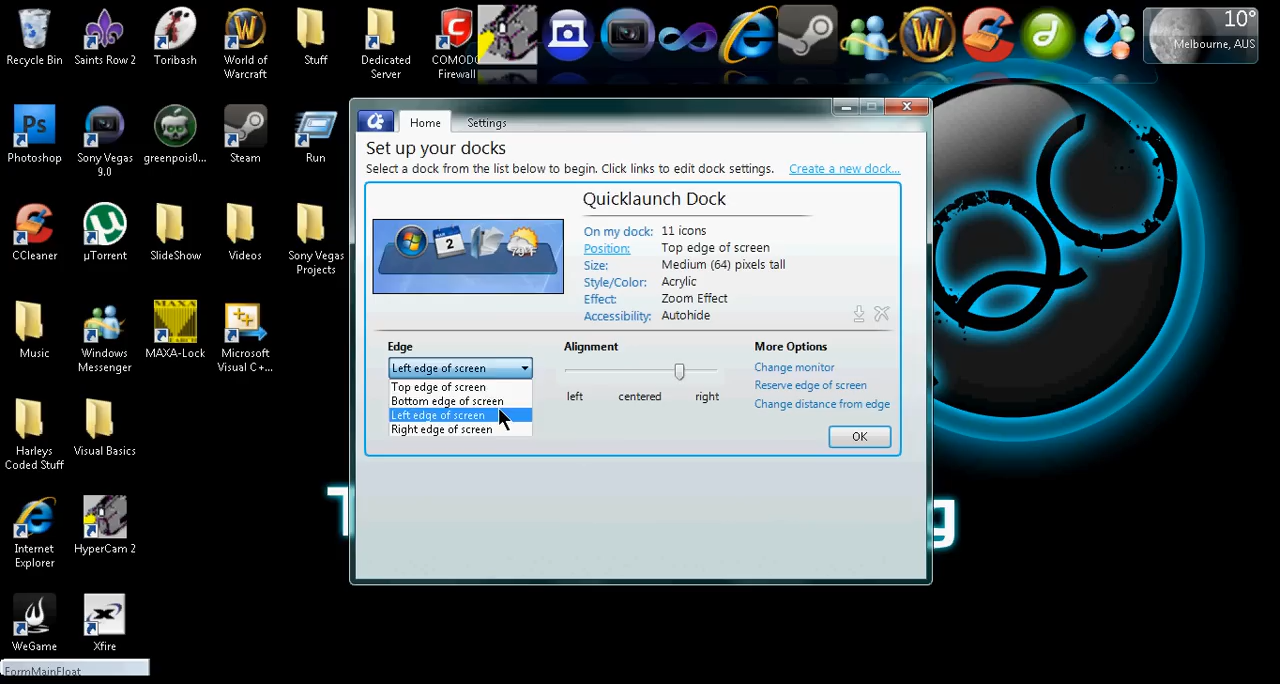 Recycle Bin
Saints Row 2
Toribash
World of
Warcraft
Stuff
Dedicated
Server
COMODO
Firewall
10°
Melbourne, AUS
Photoshop
Sony Vegas
9.0
greenpois0...
Steam
Run
CCleaner
µTorrent
SlideShow
Videos
Sony Vegas
Projects
Music
Windows
Messenger
MAXA-Lock
Microsoft
Visual C+...
Harleys
Coded Stuff
Visual Basics
Internet
Explorer
HyperCam 2
WeGame
Xfire
FormMainFloat
Home
Settings
Set up your docks
Select a dock from the list below to begin. Click links to edit dock settings.
Create a new dock...
Quicklaunch Dock
On my dock: 11 icons
Position: Top edge of screen
Size: Medium (64) pixels tall
Style/Color: Acrylic
Effect: Zoom Effect
Accessibility: Autohide
Edge
Left edge of screen
Top edge of screen
Bottom edge of screen
Left edge of screen
Right edge of screen
Alignment
left centered right
More Options
Change monitor
Reserve edge of screen
Change distance from edge
OK